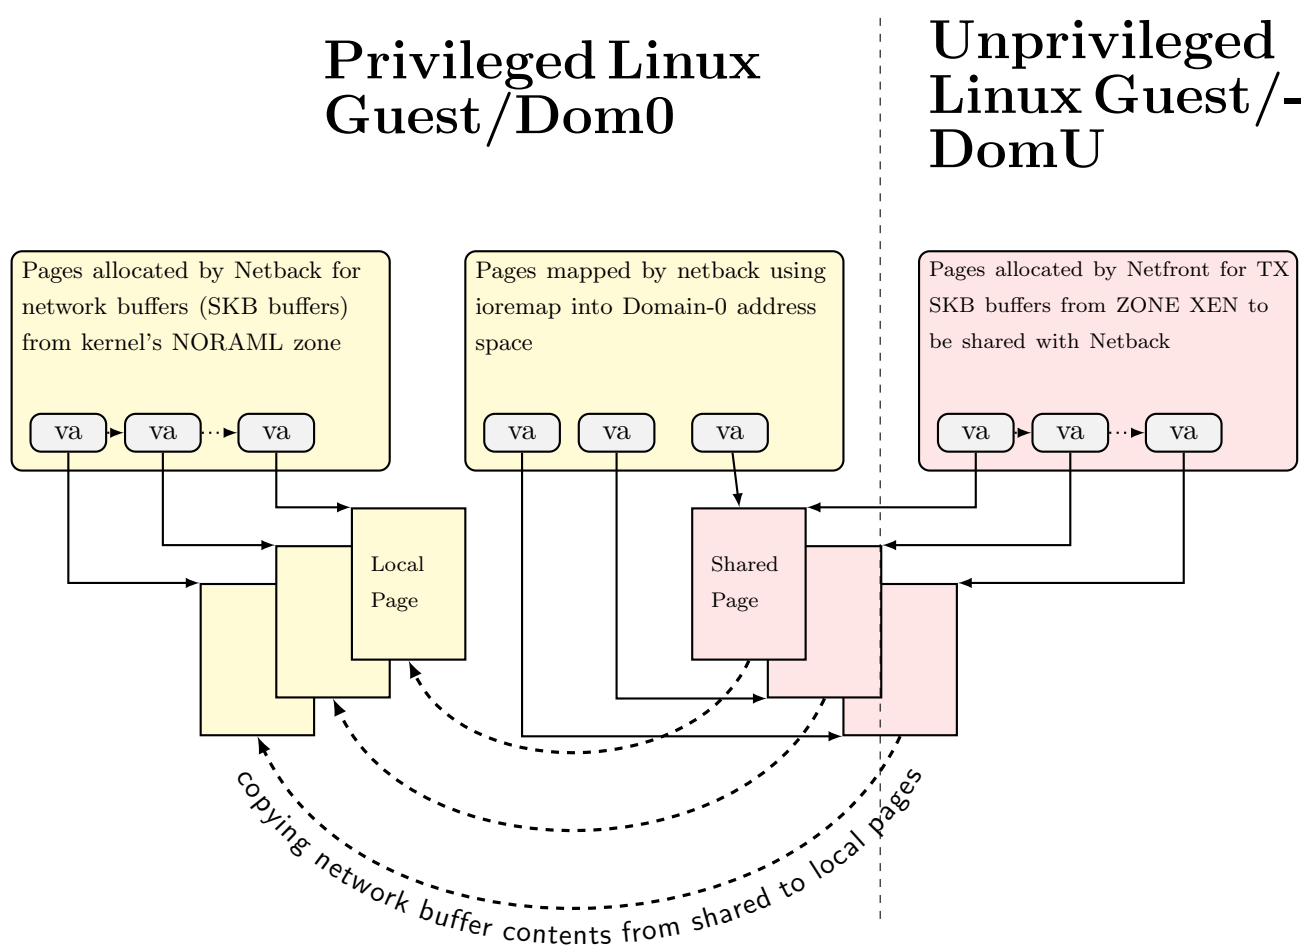 Privileged Linux
Guest/Dom0
Unprivileged
Linux Guest/-
DomU
Pages allocated by Netback for
network buffers (SKB buffers)
from kernel's NORAML zone
va
va
va
Pages mapped by netback using
ioremap into Domain-0 address
space
va
va
va
Pages allocated by Netfront for TX
SKB buffers from ZONE XEN to
be shared with Netback
va
va
va
Local
Page
Shared
Page
copying network buffer contents from shared to local pages